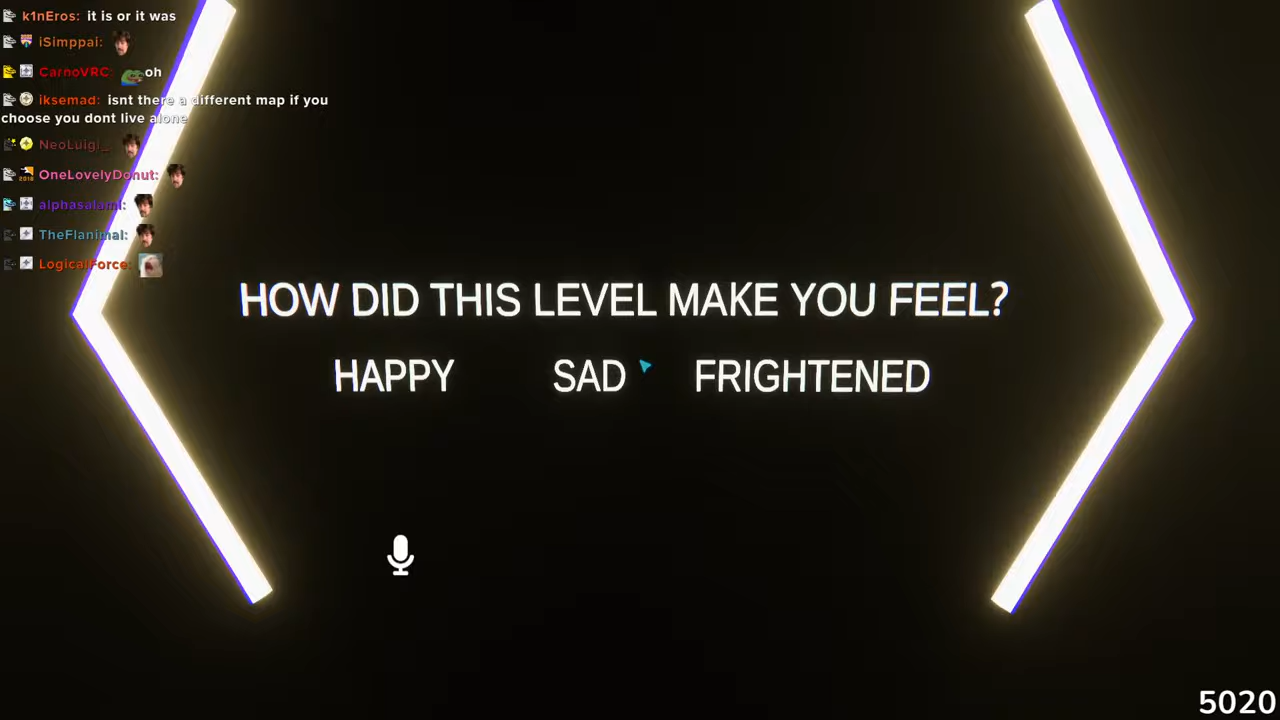 k1nEros: it is or it was
iSimppai:
CarnoVRC: oh
iksemad: isnt there a different map if you
choose you dont live alone
NeoLuigi_
OneLovelyDonut:
alphasalami:
TheFlanimal:
LogicalForce:
HOW DID THIS LEVEL MAKE YOU FEEL?
HAPPY SAD FRIGHTENED
5020